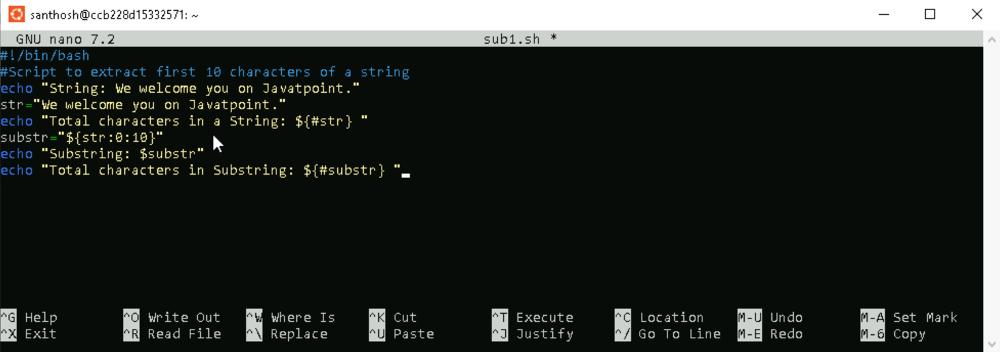 santhosh@ccb228d15332571: ~
GNU nano 7.2 sub1.sh *
#!/bin/bash
#Script to extract first 10 characters of a string
echo "String: We welcome you on Javatpoint."
str="We welcome you on Javatpoint."
echo "Total characters in a String: ${#str} "
substr="${str:0:10}"
echo "Substring: $substr"
echo "Total characters in Substring: ${#substr} "
^G Help ^O Write Out ^W Where Is ^K Cut ^T Execute ^C Location M-U Undo M-A Set Mark
^X Exit ^R Read File ^\ Replace ^U Paste ^J Justify ^/ Go To Line M-E Redo M-6 Copy